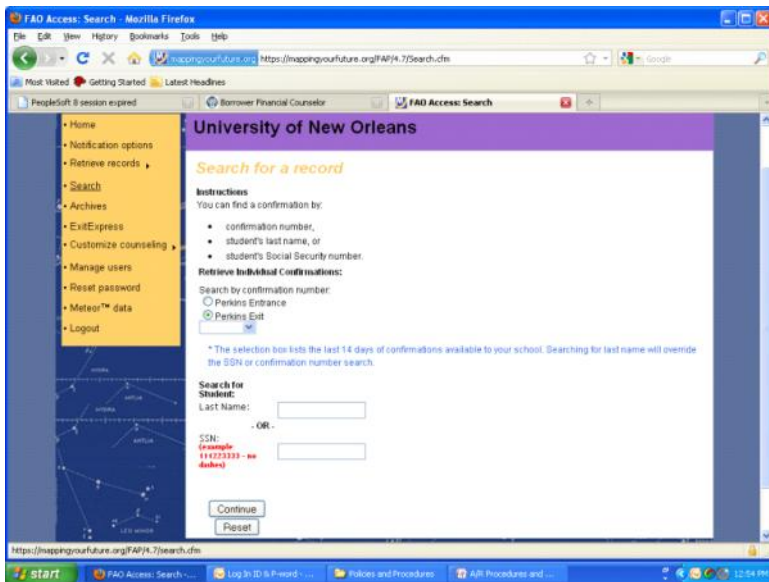 FAO Access: Search - Mozilla Firefox
File Edit View History Bookmarks Tools Help
mappingyourfuture.org https://mappingyourfuture.org/FAP/4.7/Search.cfm
Google
Most Visited Getting Started Latest Headlines
PeopleSoft 8 session expired
Borrower Financial Counselor
FAO Access: Search
• Home
• Notification options
• Retrieve records
• Search
• Archives
• ExitExpress
• Customize counseling
• Manage users
• Reset password
• Meteor™ data
• Logout
University of New Orleans
Search for a record
Instructions
You can find a confirmation by:
• confirmation number,
• student's last name, or
• student's Social Security number.
Retrieve Individual Confirmations:
Search by confirmation number:
Perkins Entrance
Perkins Exit
* The selection box lists the last 14 days of confirmations available to your school. Searching for last name will override
the SSN or confirmation number search.
Search for
Student:
Last Name:
- OR -
SSN:
(example
111223333 - no
dashes)
Continue
Reset
ANTLIA
LEO MINOR
https://mappingyourfuture.org/FAP/4.7/search.cfm
start
FAO Access: Search -...
Log In ID & P-word - ...
Policies and Procedures
A/R Procedures and ...
12:54 PM